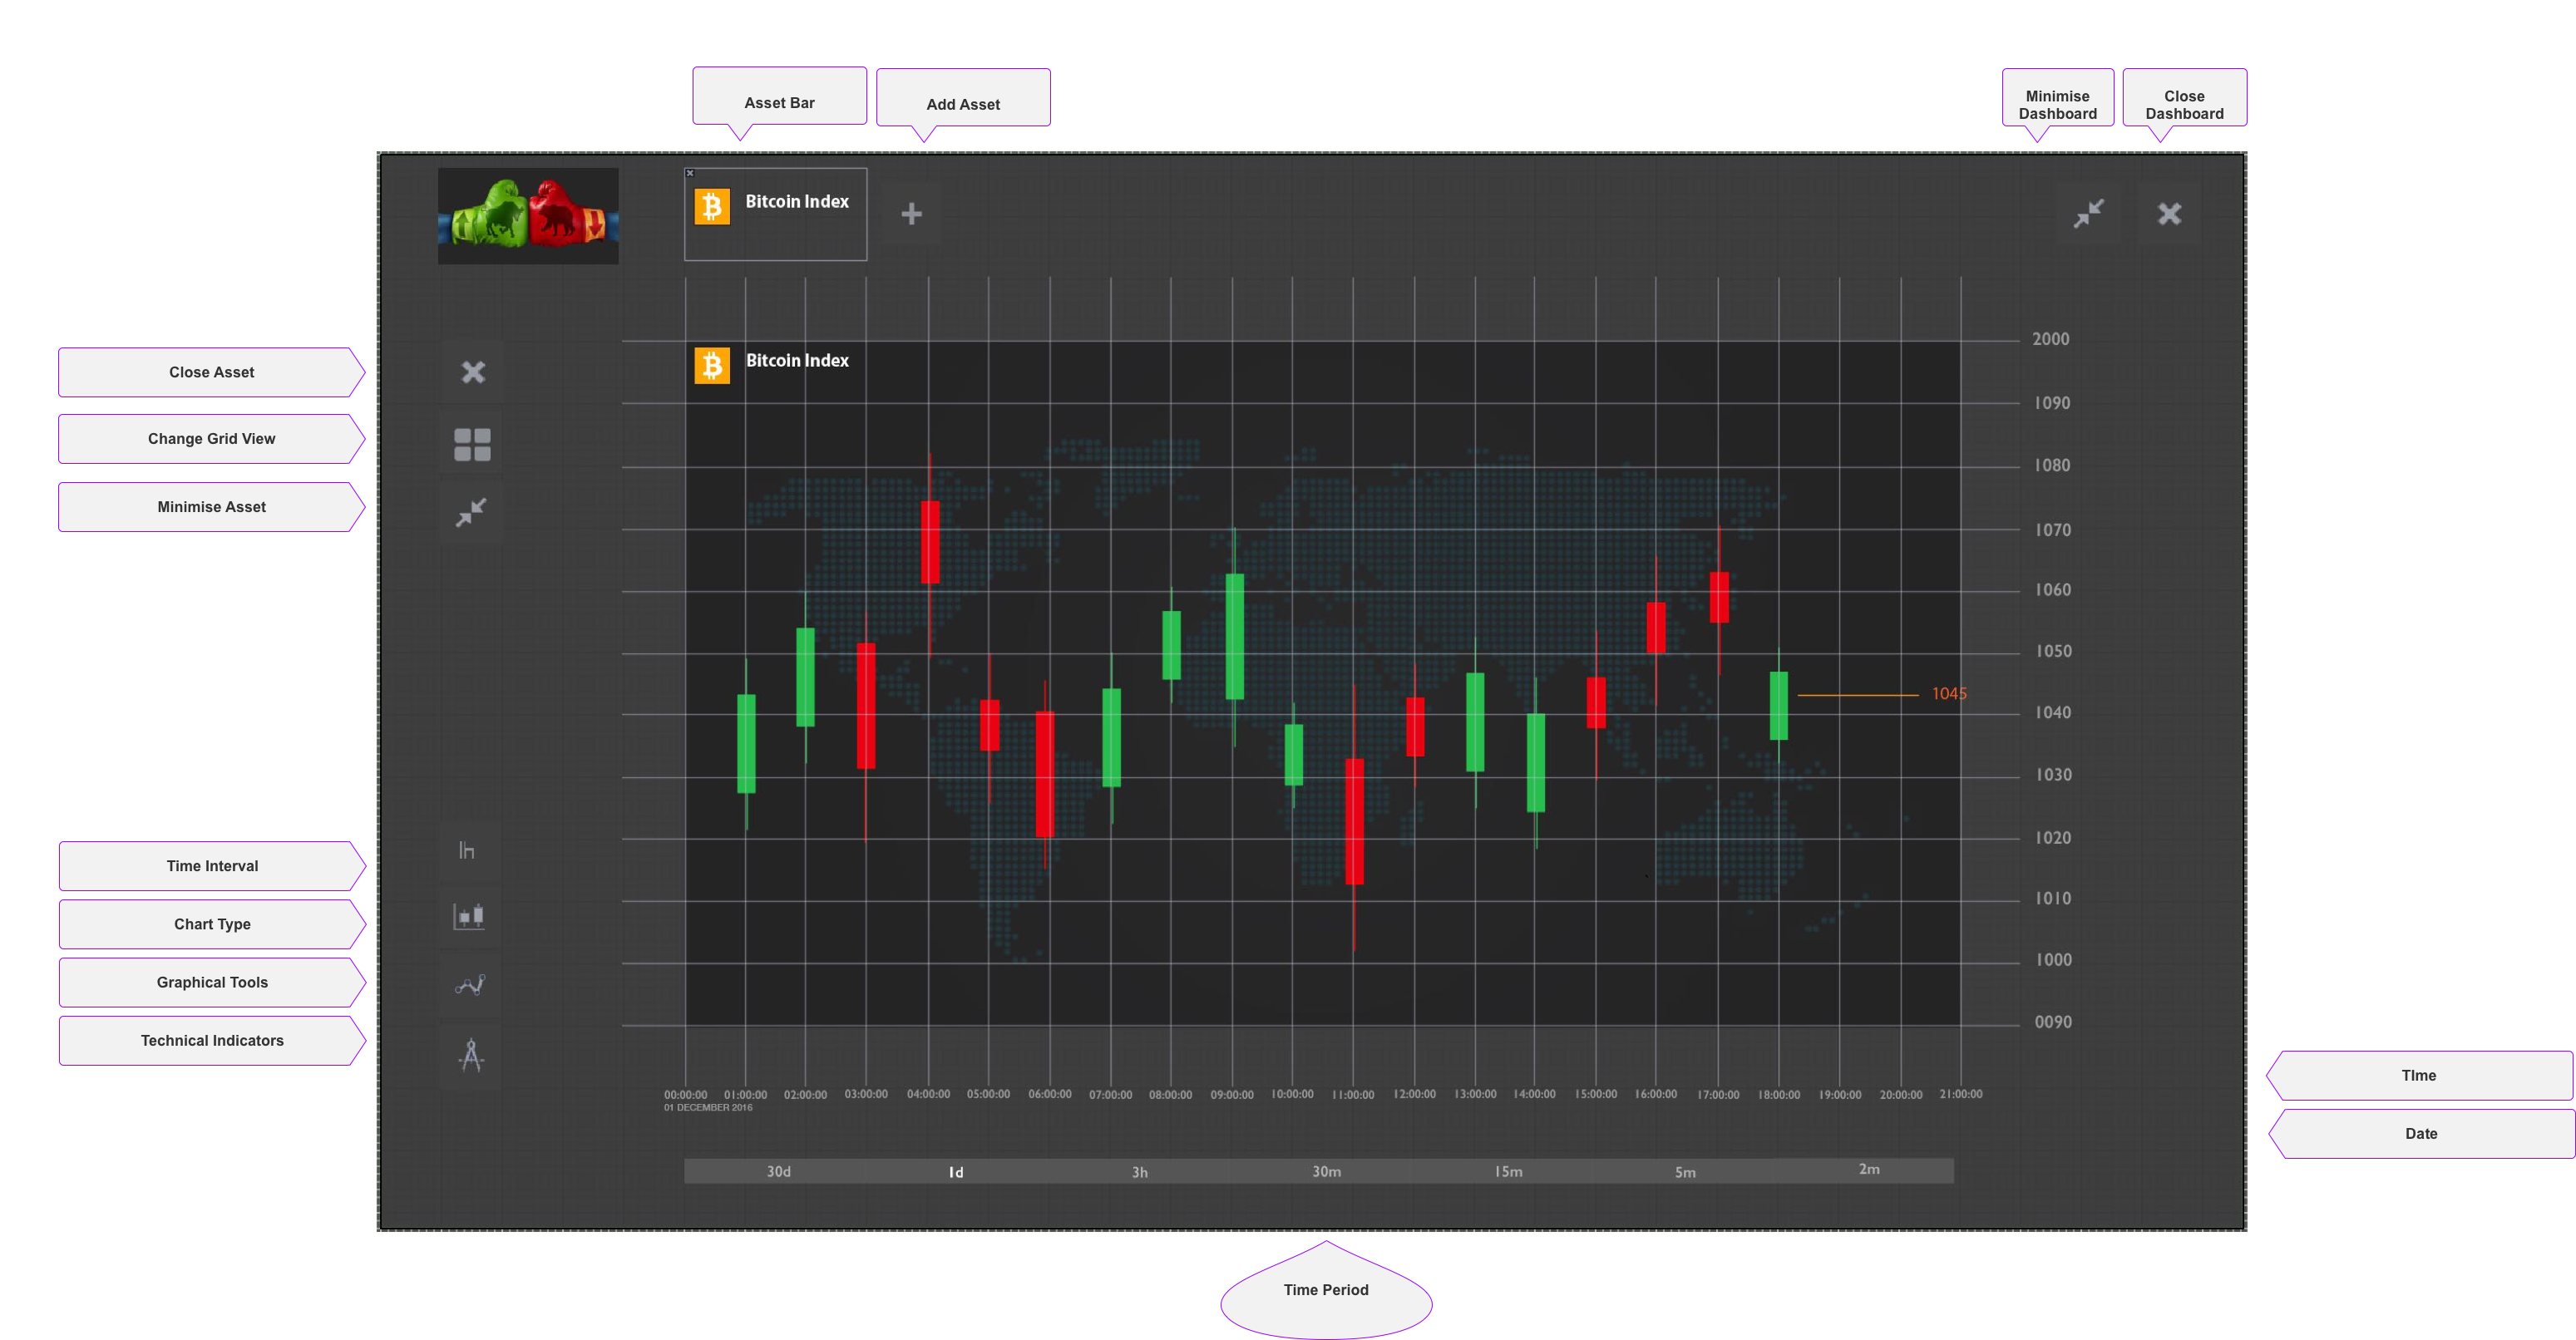 Asset Bar
Add Asset
Minimise
Dashboard
Close
Dashboard
Bitcoin Index
Close Asset
Change Grid View
Minimise Asset
Bitcoin Index
2000
1090
1080
1070
1060
1050
1045
1040
1030
1020
1010
1000
0090
Time Interval
Chart Type
Graphical Tools
Technical Indicators
1h
TIme
Date
00:00:00 01:00:00 02:00:00 03:00:00 04:00:00 05:00:00 06:00:00 07:00:00 08:00:00 09:00:00 10:00:00 11:00:00 12:00:00 13:00:00 14:00:00 15:00:00 16:00:00 17:00:00 18:00:00 19:00:00 20:00:00 21:00:00
01 DECEMBER 2016
30d 1d 3h 30m 15m 5m 2m
Time Period